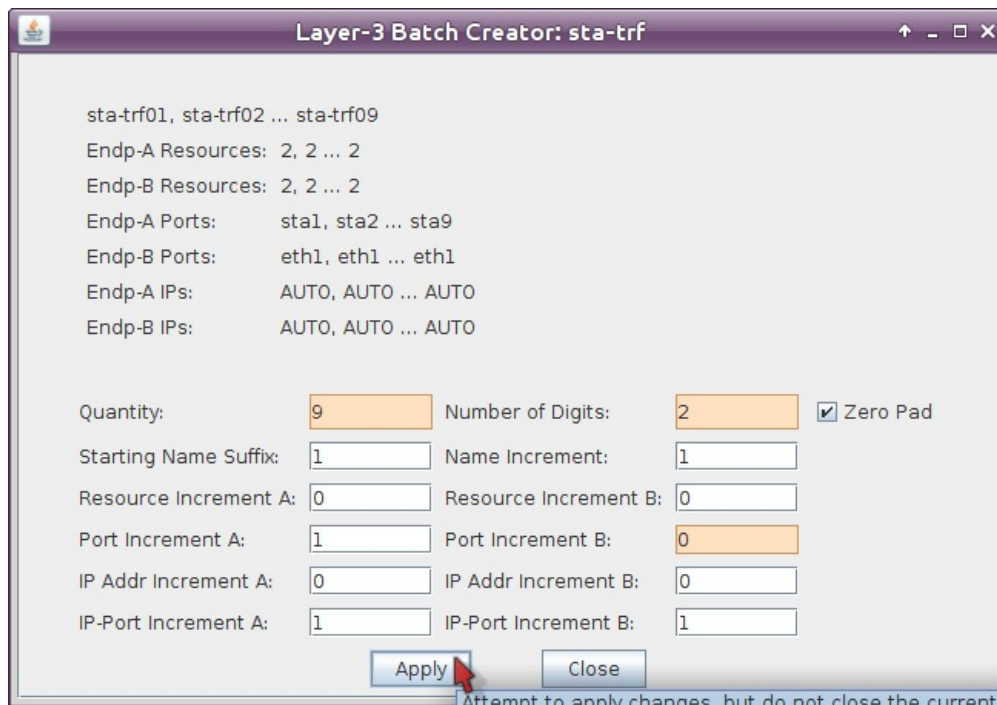 Layer-3 Batch Creator: sta-trf
sta-trf01, sta-trf02 ... sta-trf09
Endp-A Resources: 2, 2 ... 2
Endp-B Resources: 2, 2 ... 2
Endp-A Ports: sta1, sta2 ... sta9
Endp-B Ports: eth1, eth1 ... eth1
Endp-A IPs: AUTO, AUTO ... AUTO
Endp-B IPs: AUTO, AUTO ... AUTO
Quantity: 9 Number of Digits: 2 Zero Pad
Starting Name Suffix: 1 Name Increment: 1
Resource Increment A: 0 Resource Increment B: 0
Port Increment A: 1 Port Increment B: 0
IP Addr Increment A: 0 IP Addr Increment B: 0
IP-Port Increment A: 1 IP-Port Increment B: 1
Apply Close
Attempt to apply changes, but do not close the current